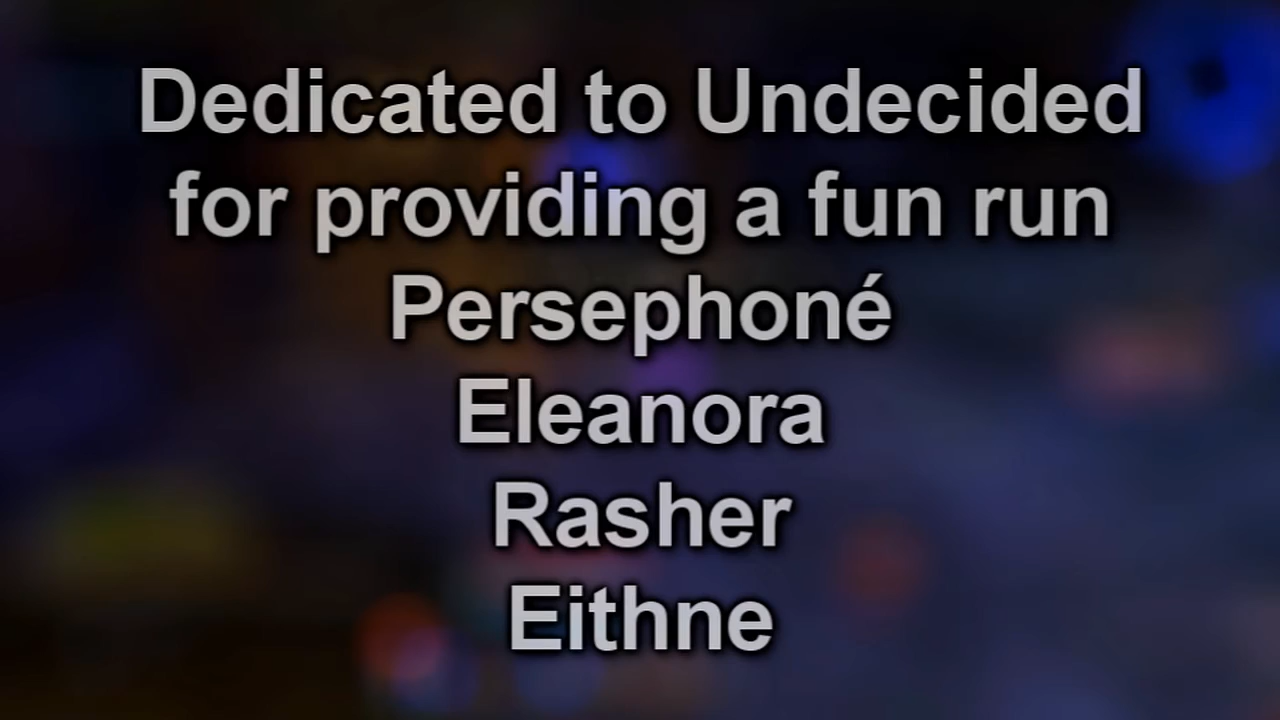 Dedicated to Undecided
for providing a fun run
Persephoné
Eleanora
Rasher
Eithne